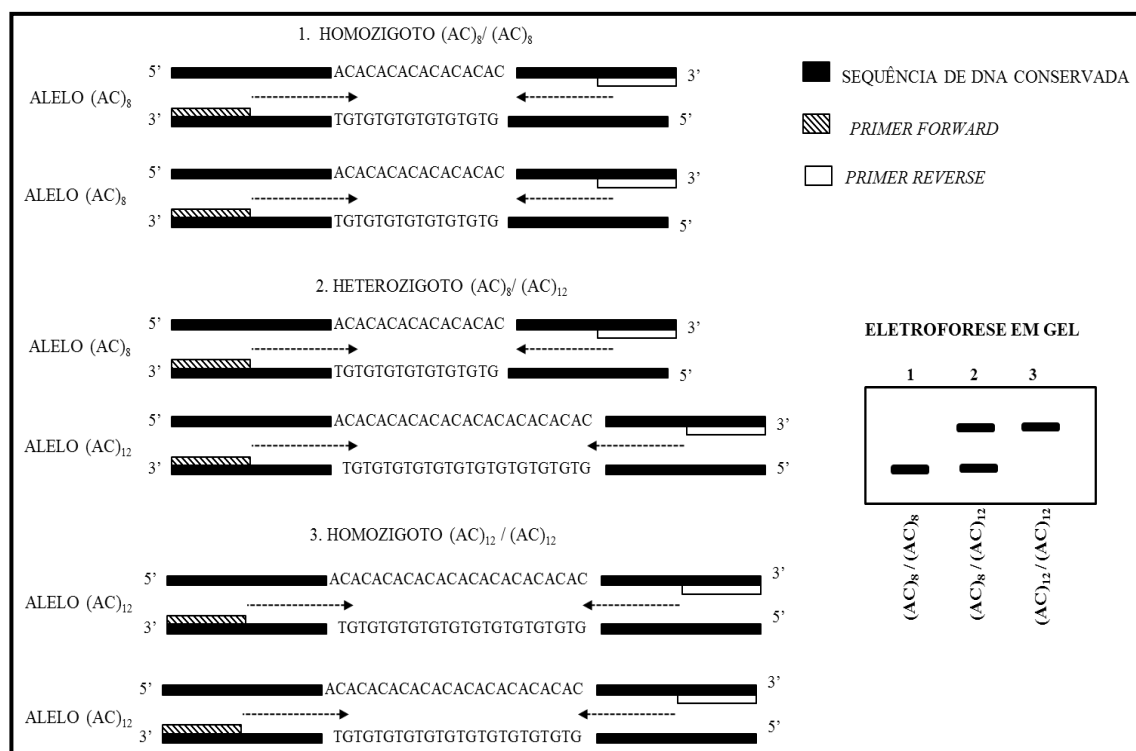 1. HOMOZIGOTO (AC)₈/ (AC)₈
5’ ACACACACACACACAC 3’
ALELO (AC)₈
3’ TGTGTGTGTGTGTGTG 5’
5’ ACACACACACACACAC 3’
ALELO (AC)₈
3’ TGTGTGTGTGTGTGTG 5’
2. HETEROZIGOTO (AC)₈/ (AC)₁₂
5’ ACACACACACACACAC 3’
ALELO (AC)₈
3’ TGTGTGTGTGTGTGTG 5’
5’ ACACACACACACACACACACACAC 3’
ALELO (AC)₁₂
3’ TGTGTGTGTGTGTGTGTGTGTGTG 5’
3. HOMOZIGOTO (AC)₁₂ / (AC)₁₂
5’ ACACACACACACACACACACACAC 3’
ALELO (AC)₁₂
3’ TGTGTGTGTGTGTGTGTGTGTGTG 5’
5’ ACACACACACACACACACACACAC 3’
ALELO (AC)₁₂
3’ TGTGTGTGTGTGTGTGTGTGTGTG 5’
SEQUÊNCIA DE DNA CONSERVADA
PRIMER FORWARD
PRIMER REVERSE
ELETROFORESE EM GEL
1 2 3
(AC)₈ / (AC)₈
(AC)₈ / (AC)₁₂
(AC)₁₂ / (AC)₁₂